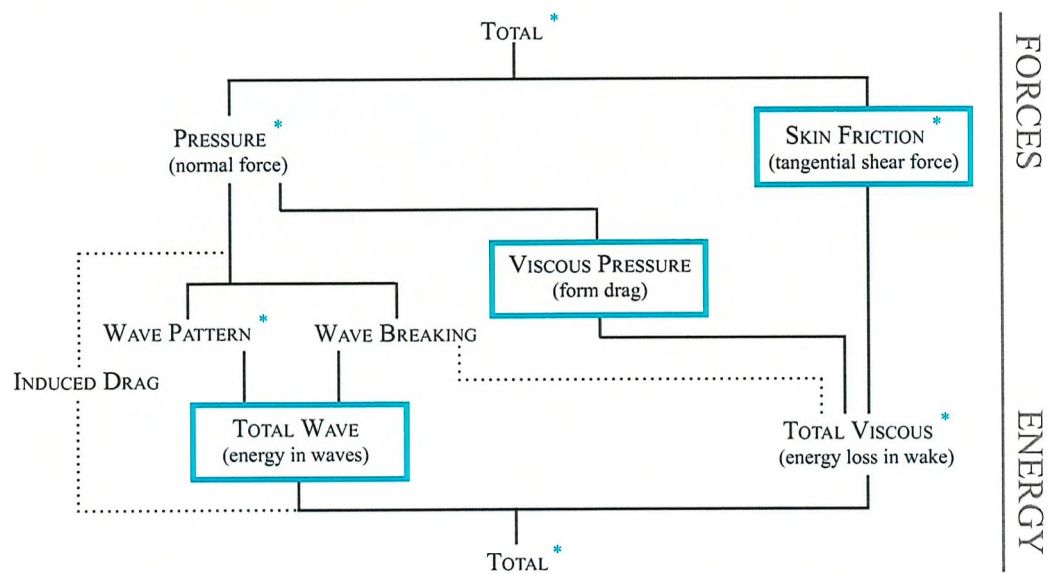 TOTAL *
FORCES
PRESSURE *
(normal force)
SKIN FRICTION *
(tangential shear force)
VISCOUS PRESSURE
(form drag)
WAVE PATTERN *
WAVE BREAKING
INDUCED DRAG
TOTAL WAVE
(energy in waves)
TOTAL VISCOUS *
(energy loss in wake)
ENERGY
TOTAL *